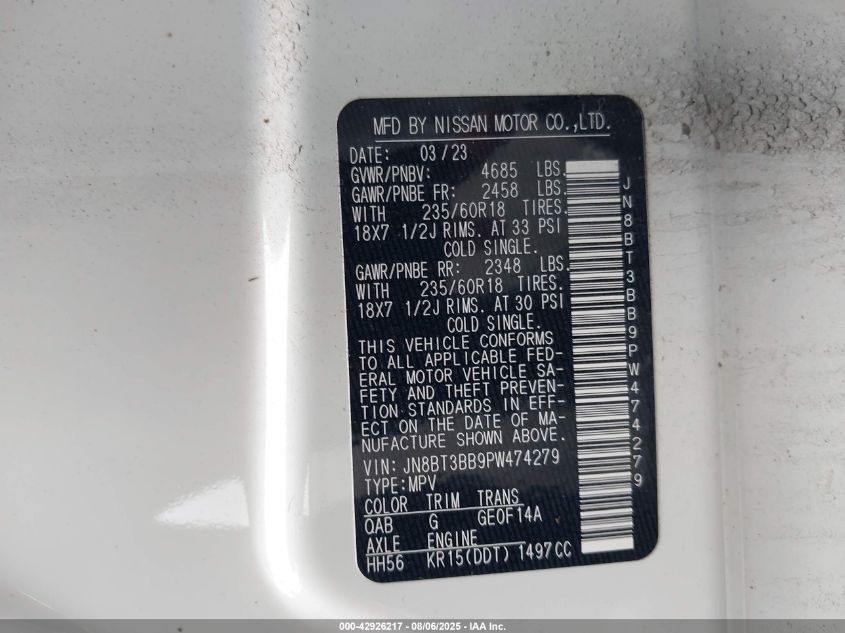 MFD BY NISSAN MOTOR CO.,LTD.
DATE: 03/23
GVWR/PNBV: 4685 LBS.
GAWR/PNBE FR: 2458 LBS.
WITH 235/60R18 TIRES.
18X7 1/2J RIMS. AT 33 PSI
COLD SINGLE.
GAWR/PNBE RR: 2348 LBS.
WITH 235/60R18 TIRES.
18X7 1/2J RIMS. AT 30 PSI
COLD SINGLE.
THIS VEHICLE CONFORMS
TO ALL APPLICABLE FED-
ERAL MOTOR VEHICLE SA-
FETY AND THEFT PREVEN-
TION STANDARDS IN EFF-
ECT ON THE DATE OF MA-
NUFACTURE SHOWN ABOVE.
VIN: JN8BT3BB9PW474279
TYPE:MPV
COLOR TRIM TRANS
QAB G GE0F14A
AXLE ENGINE
HH56 KR15(DDT) 1497CC
JN8BT3BB9PW474279
000-42926217 - 08/06/2025 - IAA Inc.